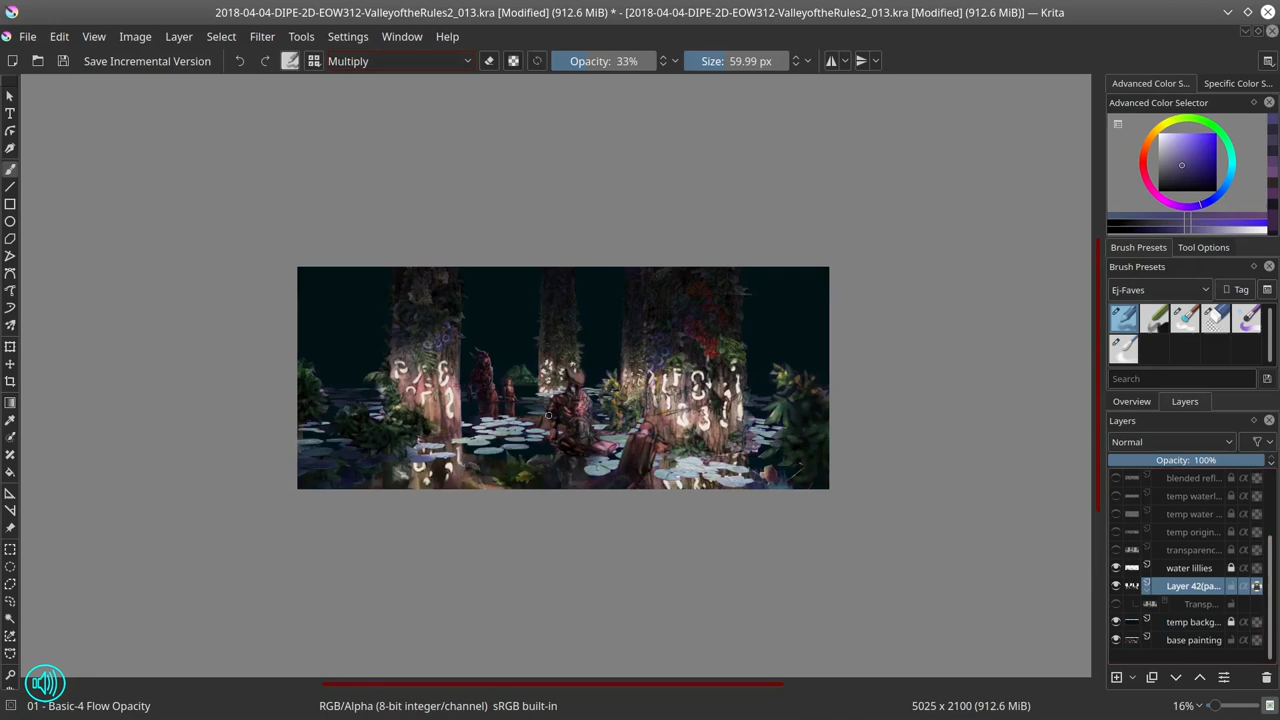 2018-04-04-DIPE-2D-EOW312-ValleyoftheRules2_013.kra [Modified] (912.6 MiB) * - [2018-04-04-DIPE-2D-EOW312-ValleyoftheRules2_013.kra [Modified] (912.6 MiB)] — Krita
File Edit View Image Layer Select Filter Tools Settings Window Help
Save Incremental Version Multiply Opacity: 33% Size: 59.99 px
Advanced Color S... Specific Color S...
Advanced Color Selector
Brush Presets Tool Options
Brush Presets
Ej-Faves Tag
Search
Overview Layers
Layers
Normal
Opacity: 100%
blended refl...
temp waterl...
temp water ...
temp origin...
transparenc...
water lillies
Layer 42(pa...
Transp...
temp backg...
base painting
01 - Basic-4 Flow Opacity RGB/Alpha (8-bit integer/channel) sRGB built-in 5025 x 2100 (912.6 MiB) 16%